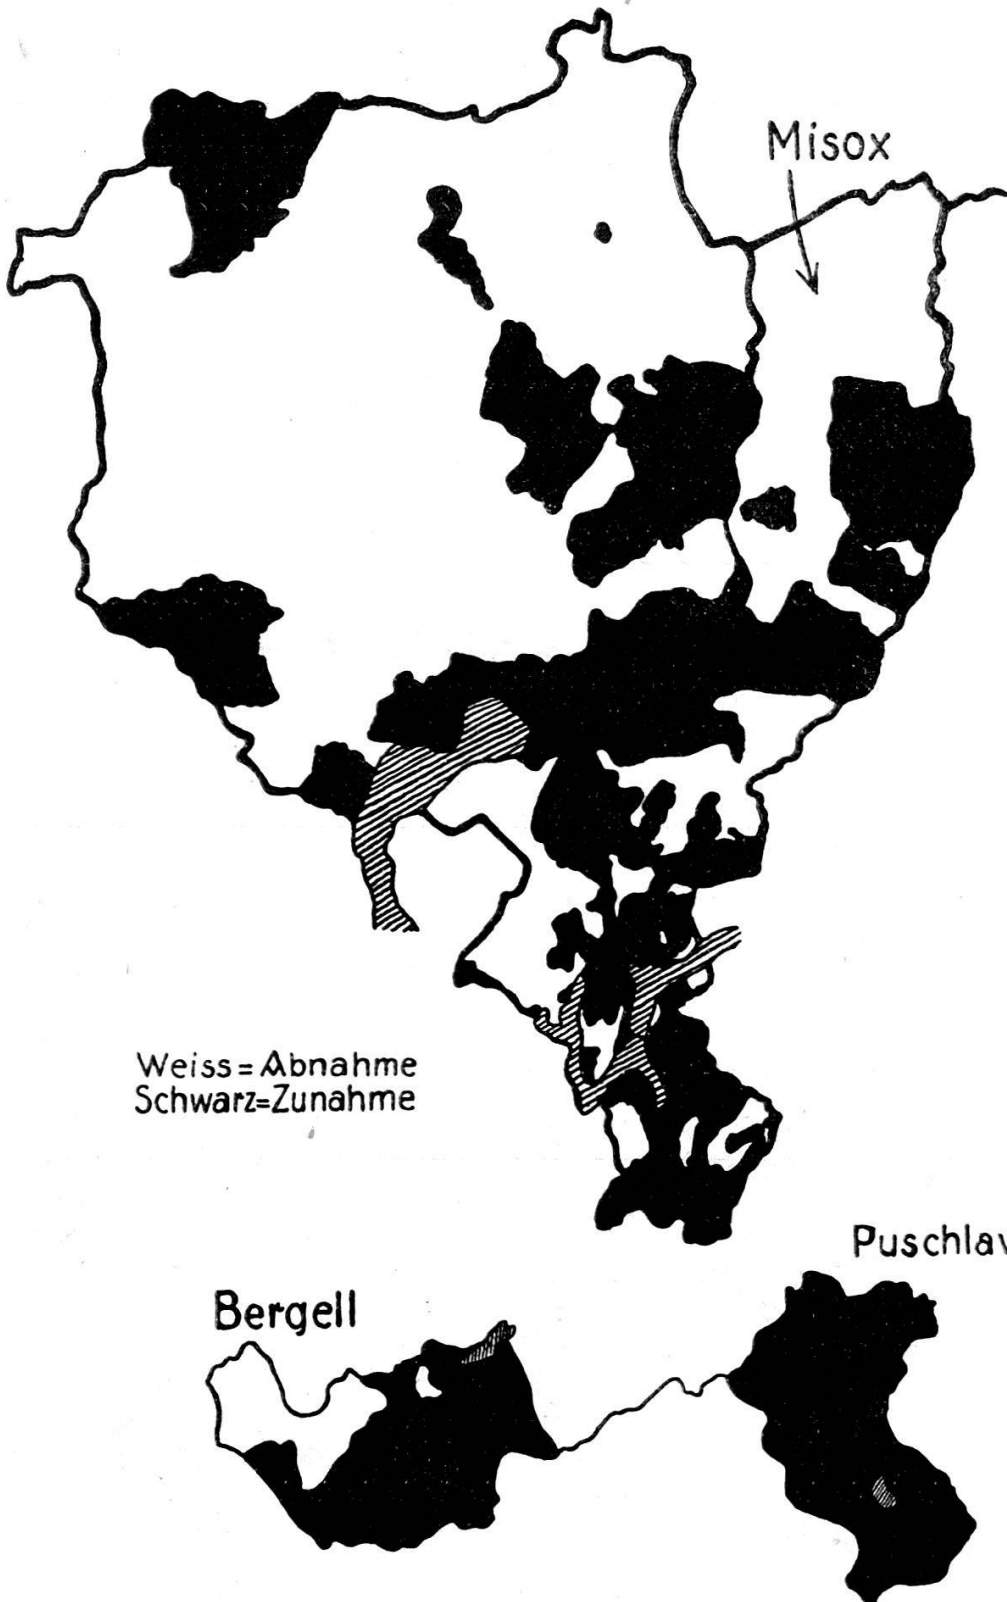 Misox
Weiss = Abnahme
Schwarz=Zunahme
Puschlav
Bergell